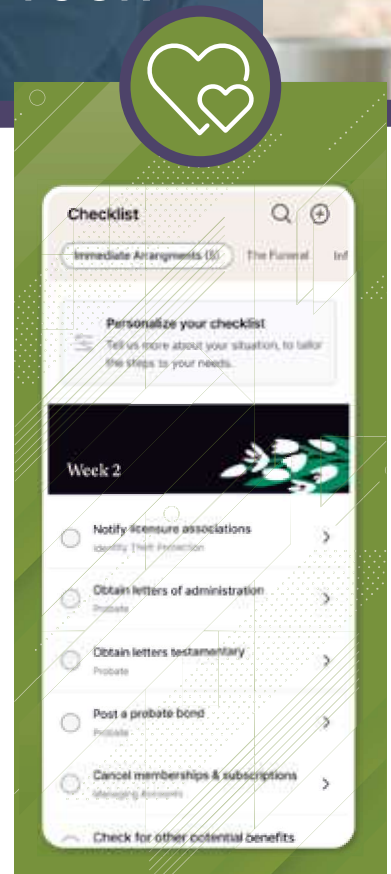 Checklist
Immediate Arrangments (5) The Funeral Inf
Personalize your checklist
Tell us more about your situation, to tailor
the steps to your needs.
Week 2
Notify licensure associations
Identity Theft Protection
Obtain letters of administration
Probate
Obtain letters testamentary
Probate
Post a probate bond
Probate
Cancel memberships & subscriptions
Managing Accounts
Check for other potential benefits